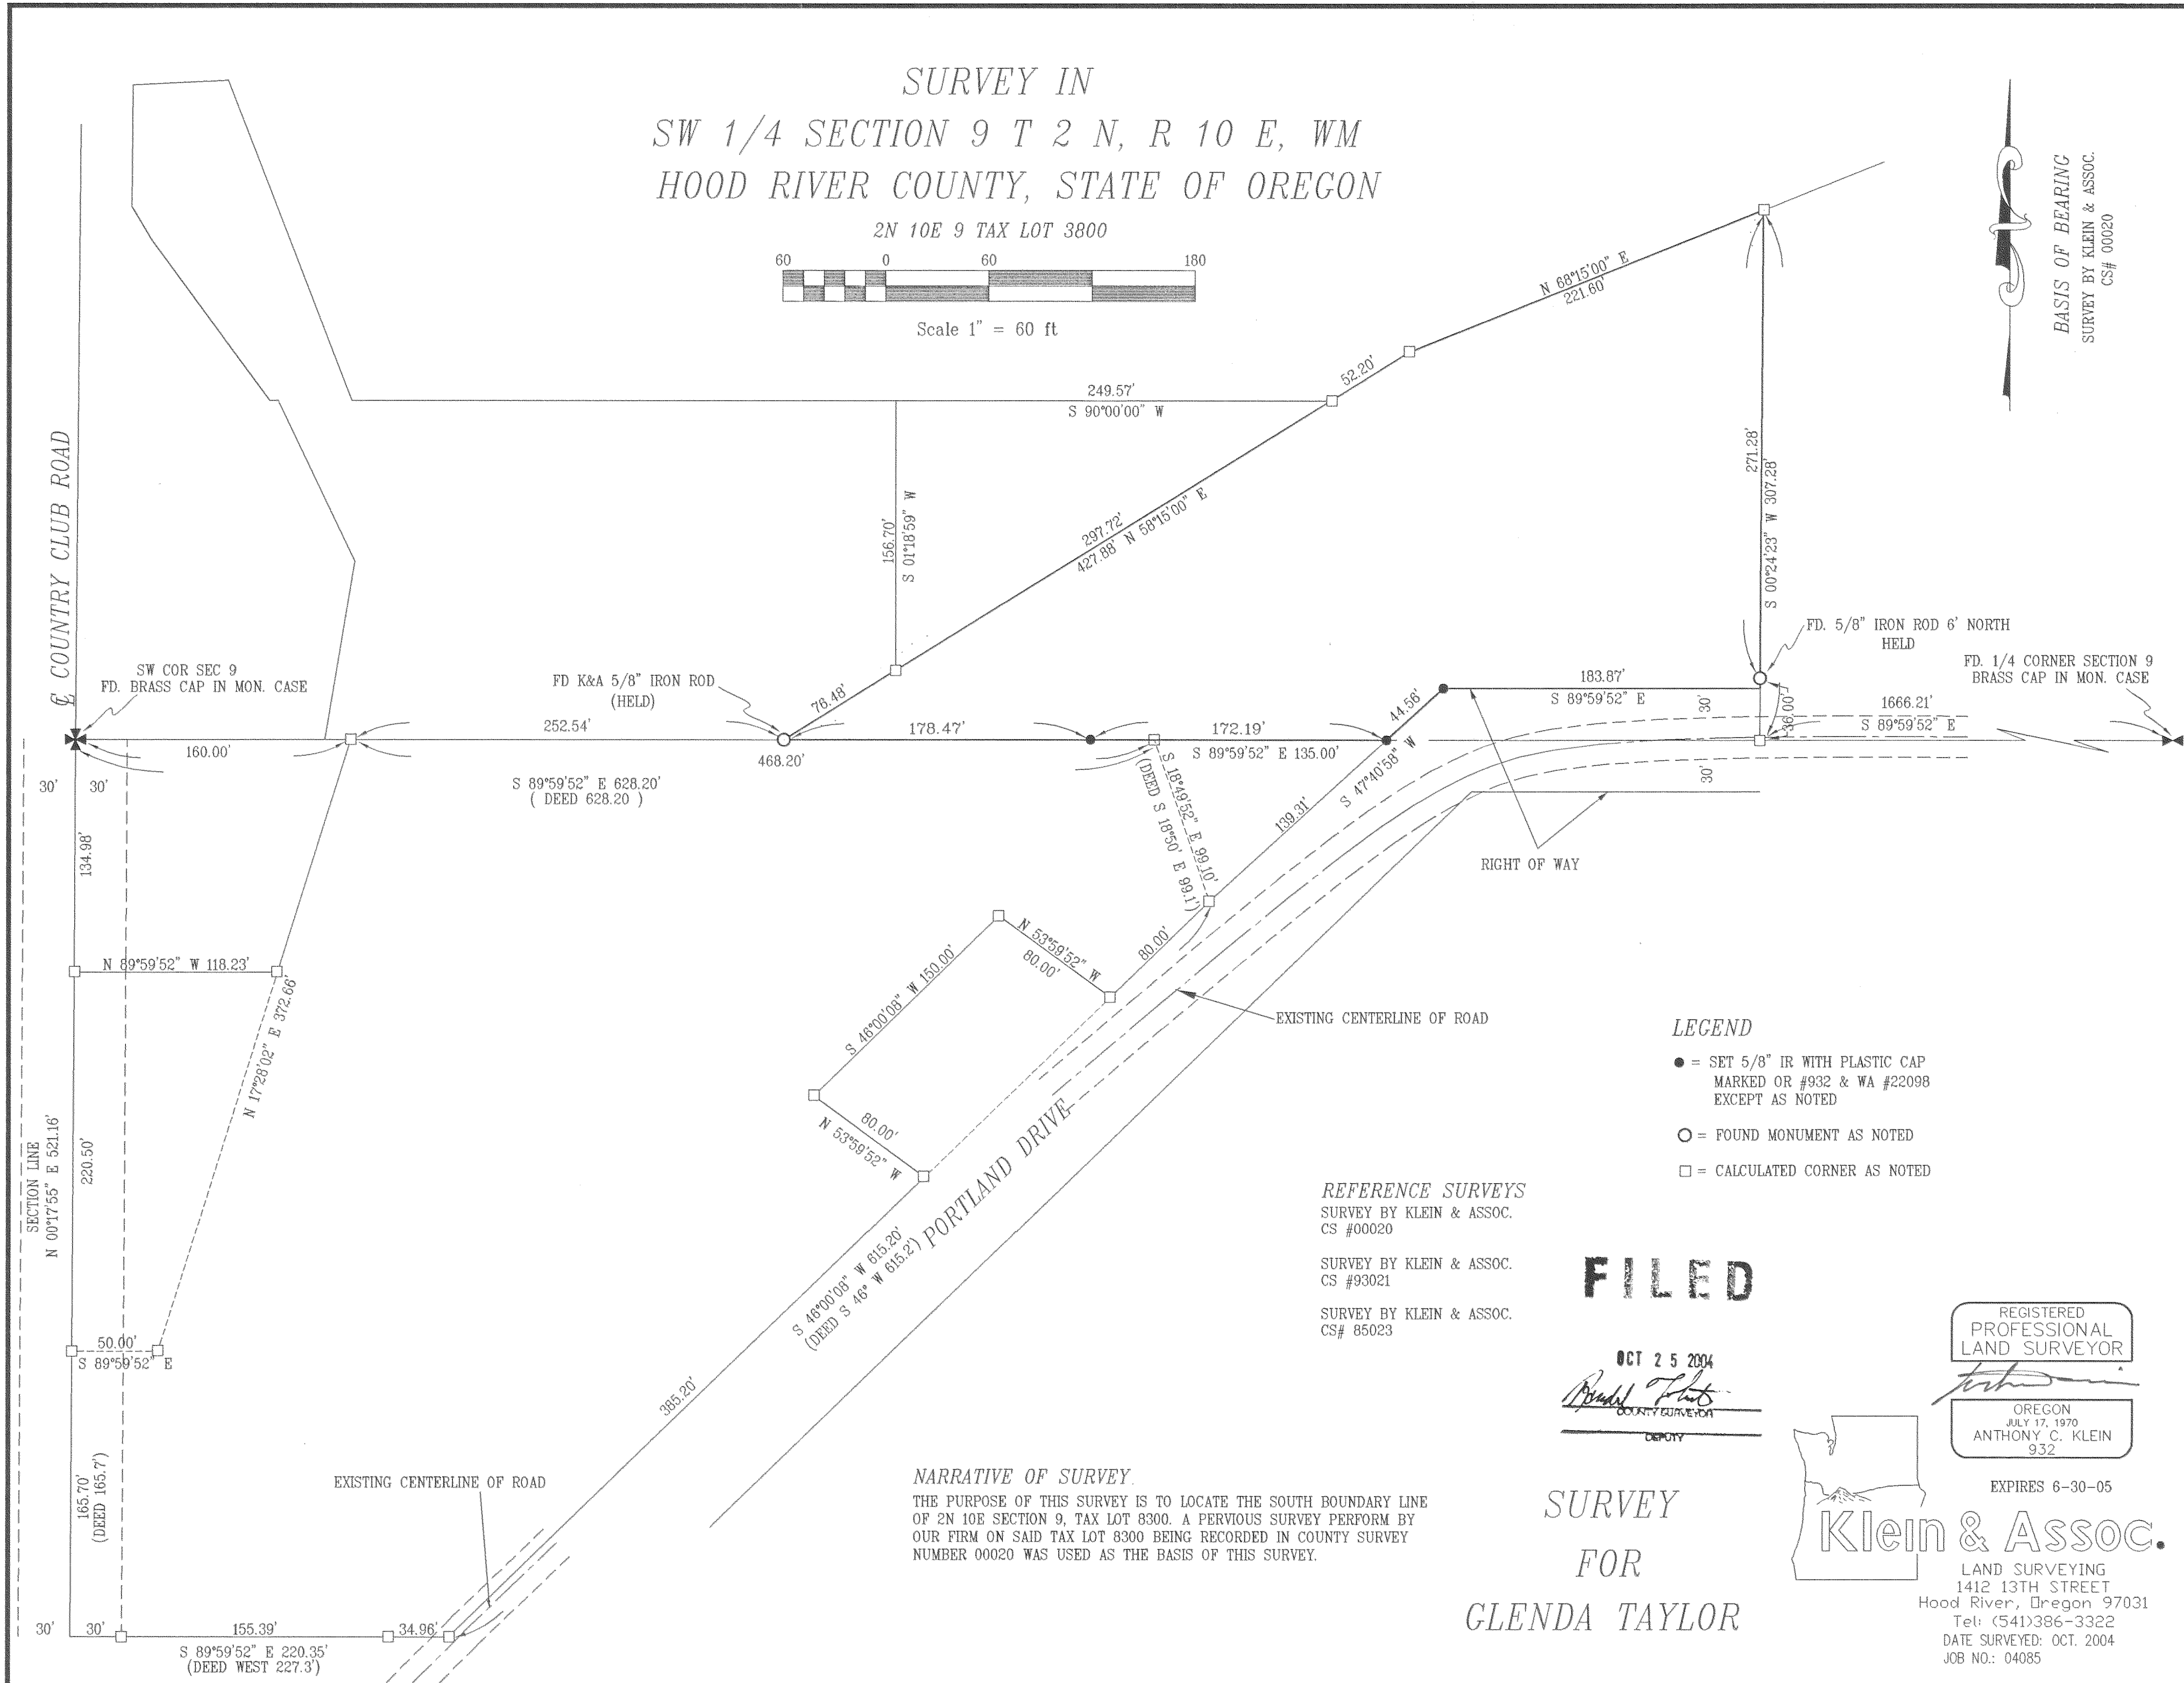 SURVEY IN
SW 1/4 SECTION 9 T 2 N, R 10 E, WM
HOOD RIVER COUNTY, STATE OF OREGON
2N 10E 9 TAX LOT 3800
60 0 60 180
Scale 1" = 60 ft
BASIS OF BEARING
SURVEY BY KLEIN & ASSOC.
CS# 00020
N 68°15'00" E
221.60'
52.20'
249.57'
S 90°00'00" W
271.28'
S 00°24'23" W 307.28'
156.70'
S 01°18'59" W
297.72'
427.88' N 58°15'00" E
℄ COUNTRY CLUB ROAD
SW COR SEC 9
FD. BRASS CAP IN MON. CASE
FD K&A 5/8" IRON ROD
(HELD)
76.48'
FD. 5/8" IRON ROD 6' NORTH
HELD
FD. 1/4 CORNER SECTION 9
BRASS CAP IN MON. CASE
183.87'
S 89°59'52" E
30'
36.00'
1666.21'
S 89°59'52" E
44.56'
160.00'
252.54'
178.47'
172.19'
468.20'
S 89°59'52" E 135.00'
S 89°59'52" E 628.20'
( DEED 628.20 )
30' 30'
30'
S 47°40'58" W
139.31'
S 18°49'52" E 99.10'
(DEED S 18°50' E 99.1')
RIGHT OF WAY
134.98'
N 89°59'52" W 118.23'
N 17°28'02" E 372.66'
N 53°59'52" W
80.00'
80.00'
S 46°00'08" W 150.00'
EXISTING CENTERLINE OF ROAD
80.00'
N 53°59'52" W
PORTLAND DRIVE
S 46°00'08" W 615.20'
(DEED S 46° W 615.2')
385.20'
SECTION LINE
N 00°17'55" E 521.16'
220.50'
50.00'
S 89°59'52" E
165.70'
(DEED 165.7')
EXISTING CENTERLINE OF ROAD
30' 30'
155.39'
34.96'
S 89°59'52" E 220.35'
(DEED WEST 227.3')
LEGEND
● = SET 5/8" IR WITH PLASTIC CAP
MARKED OR #932 & WA #22098
EXCEPT AS NOTED
○ = FOUND MONUMENT AS NOTED
□ = CALCULATED CORNER AS NOTED
REFERENCE SURVEYS
SURVEY BY KLEIN & ASSOC.
CS #00020
SURVEY BY KLEIN & ASSOC.
CS #93021
SURVEY BY KLEIN & ASSOC.
CS# 85023
FILED
OCT 25 2004
COUNTY SURVEYOR
DEPUTY
NARRATIVE OF SURVEY.
THE PURPOSE OF THIS SURVEY IS TO LOCATE THE SOUTH BOUNDARY LINE
OF 2N 10E SECTION 9, TAX LOT 8300. A PERVIOUS SURVEY PERFORM BY
OUR FIRM ON SAID TAX LOT 8300 BEING RECORDED IN COUNTY SURVEY
NUMBER 00020 WAS USED AS THE BASIS OF THIS SURVEY.
SURVEY
FOR
GLENDA TAYLOR
REGISTERED
PROFESSIONAL
LAND SURVEYOR
OREGON
JULY 17, 1970
ANTHONY C. KLEIN
932
EXPIRES 6-30-05
Klein & Assoc.
LAND SURVEYING
1412 13TH STREET
Hood River, Oregon 97031
Tel: (541)386-3322
DATE SURVEYED: OCT. 2004
JOB NO.: 04085